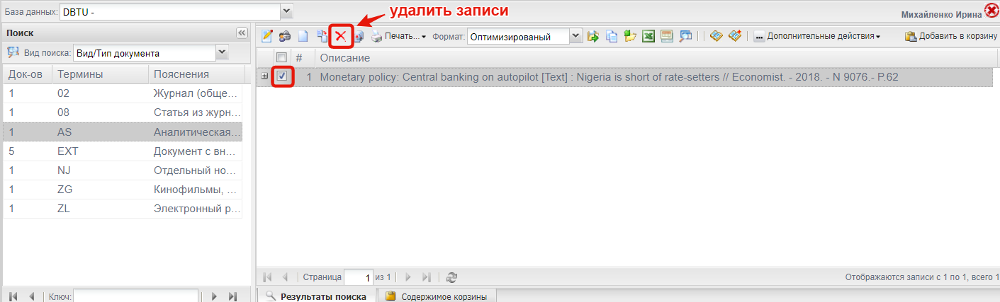 удалить записи
База данных: DBTU -
Михайленко Ирина
Поиск
Печать...
Формат: Оптимизированый
Дополнительные действия
Добавить в корзину
Вид поиска: Вид/Тип документа
# Описание
Док-ов Термины Пояснения
1 Monetary policy: Central banking on autopilot [Text] : Nigeria is short of rate-setters // Economist. - 2018. - N 9076.- P.62
1 02 Журнал (обще...
1 08 Статья из журн...
1 AS Аналитическая...
5 EXT Документ с вн...
1 NJ Отдельный но...
1 ZG Кинофильмы, ...
1 ZL Электронный р...
Страница 1 из 1
Отображаются записи с 1 по 1, всего 1
Ключ:
Результаты поиска
Содержимое корзины